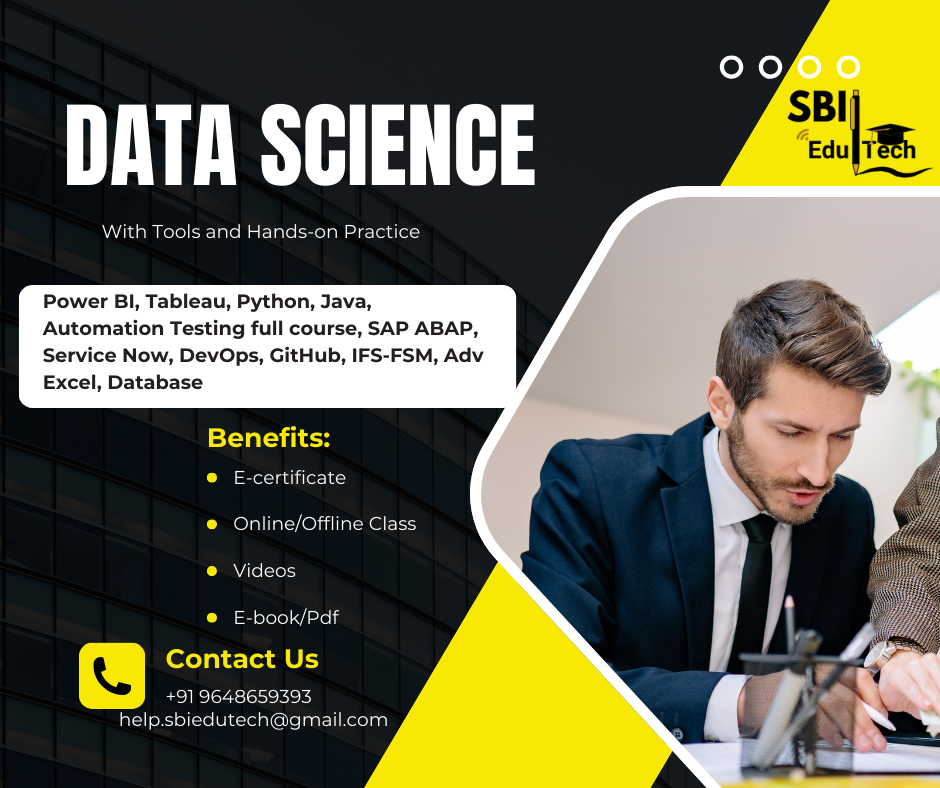 SBI
Edu Tech
DATA SCIENCE
With Tools and Hands-on Practice
Power BI, Tableau, Python, Java,
Automation Testing full course, SAP ABAP,
Service Now, DevOps, GitHub, IFS-FSM, Adv
Excel, Database
Benefits:
E-certificate
Online/Offline Class
Videos
E-book/Pdf
Contact Us
+91 9648659393
help.sbiedutech@gmail.com